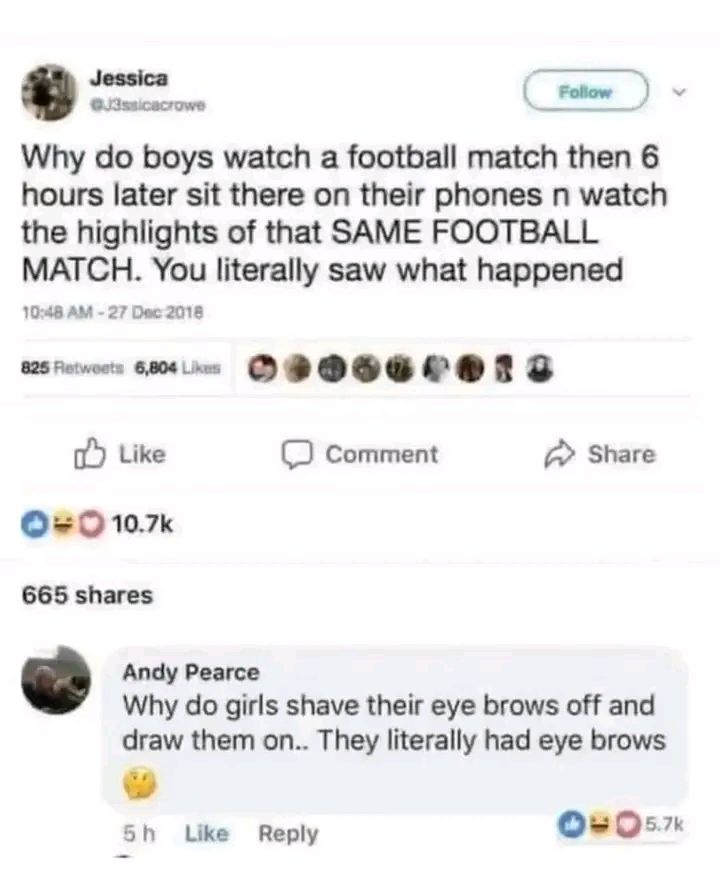 Jessica
@J3ssicacrowe
Follow
Why do boys watch a football match then 6
hours later sit there on their phones n watch
the highlights of that SAME FOOTBALL
MATCH. You literally saw what happened
10:48 AM - 27 Dec 2018
825 Retweets 6,804 Likes
Like Comment Share
10.7k
665 shares
Andy Pearce
Why do girls shave their eye brows off and
draw them on.. They literally had eye brows
🤔
5 h Like Reply 5.7k